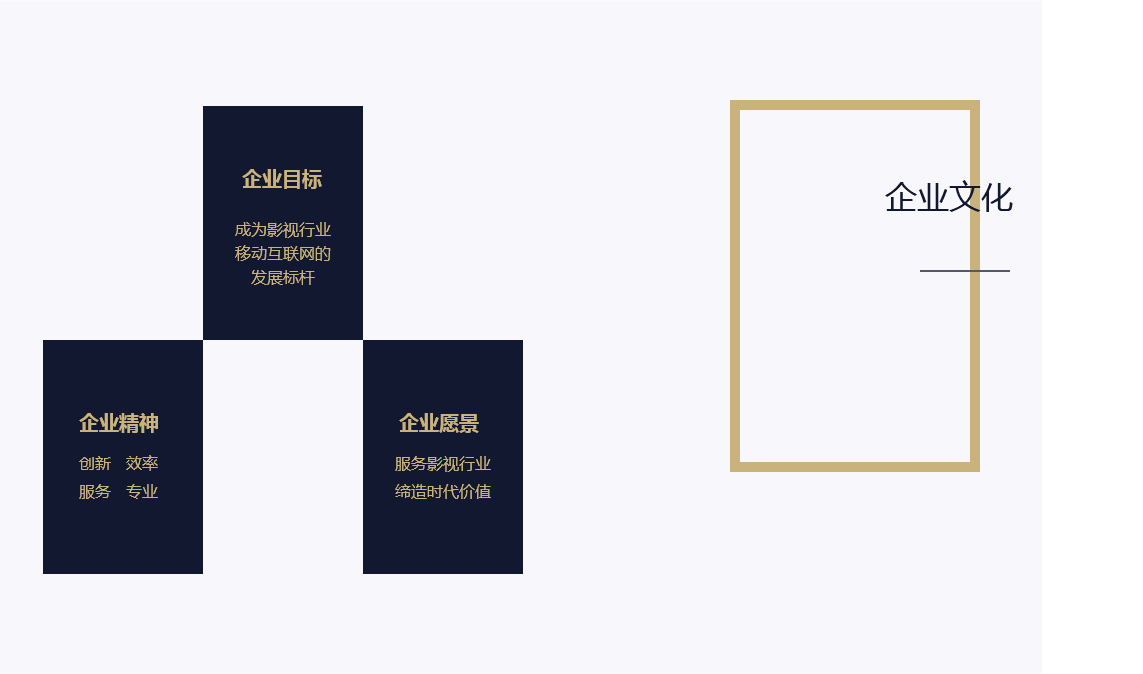 企业目标
成为影视行业
移动互联网的
发展标杆
企业精神
创新 效率
服务 专业
企业愿景
服务影视行业
缔造时代价值
企业文化